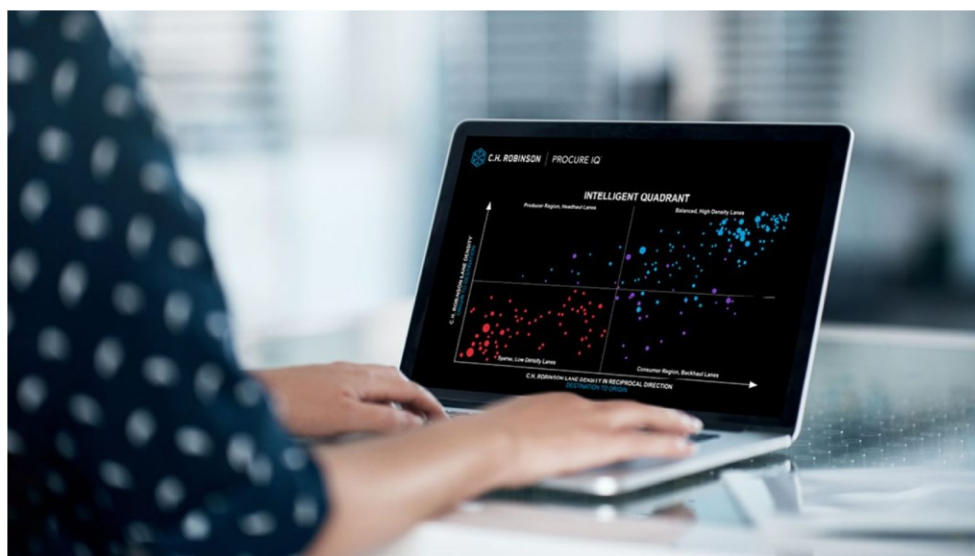 C.H. ROBINSON | PROCURE IQ
INTELLIGENT QUADRANT
Producer Region, Headhaul Lanes
Balanced, High Density Lanes
C.H. ROBINSON LANE DENSITY
Sparse, Low Density Lanes
Consumer Region, Backhaul Lanes
C.H. ROBINSON LANE DENSITY IN RECIPROCAL DIRECTION
DESTINATION TO ORIGIN